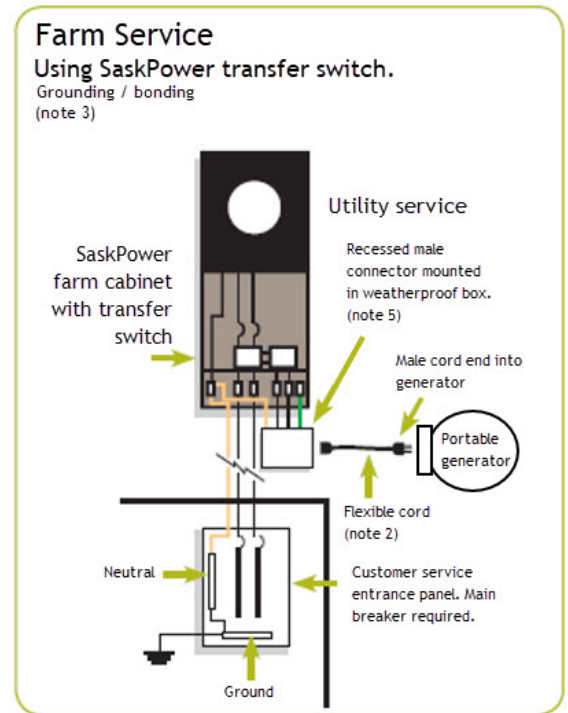 Farm Service
Using SaskPower transfer switch.
Grounding / bonding
(note 3)
Utility service
SaskPower
farm cabinet
with transfer
switch
Recessed male
connector mounted
in weatherproof box.
(note 5)
Male cord end into
generator
Portable
generator
Flexible cord
(note 2)
Neutral
Customer service
entrance panel. Main
breaker required.
Ground